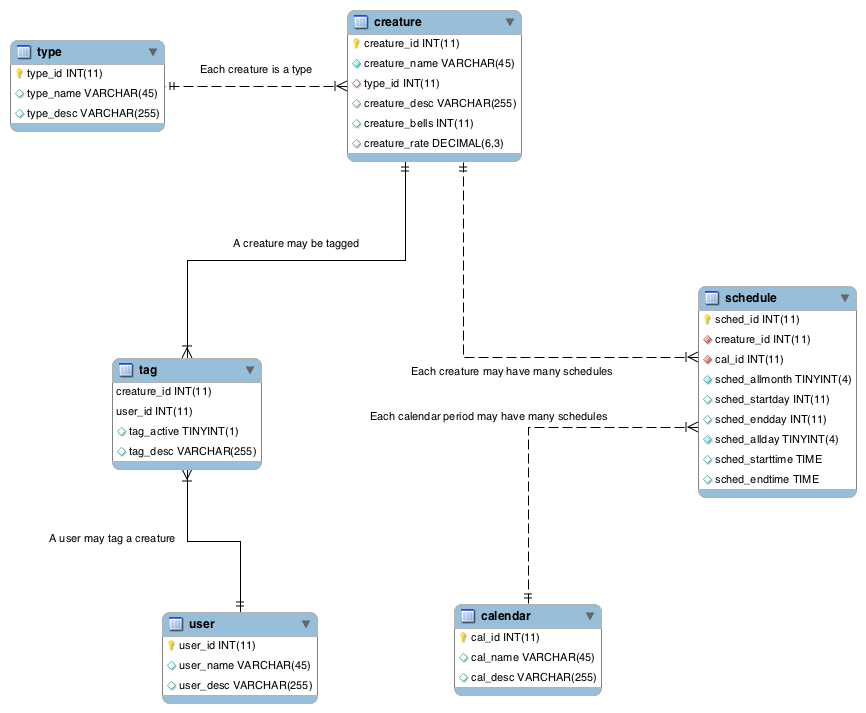 creature
creature_id INT(11)
creature_name VARCHAR(45)
type_id INT(11)
creature_desc VARCHAR(255)
creature_bells INT(11)
creature_rate DECIMAL(6,3)
type
type_id INT(11)
type_name VARCHAR(45)
type_desc VARCHAR(255)
Each creature is a type
A creature may be tagged
schedule
sched_id INT(11)
creature_id INT(11)
cal_id INT(11)
sched_allmonth TINYINT(4)
sched_startday INT(11)
sched_endday INT(11)
sched_allday TINYINT(4)
sched_starttime TIME
sched_endtime TIME
Each creature may have many schedules
Each calendar period may have many schedules
tag
creature_id INT(11)
user_id INT(11)
tag_active TINYINT(1)
tag_desc VARCHAR(255)
A user may tag a creature
user
user_id INT(11)
user_name VARCHAR(45)
user_desc VARCHAR(255)
calendar
cal_id INT(11)
cal_name VARCHAR(45)
cal_desc VARCHAR(255)